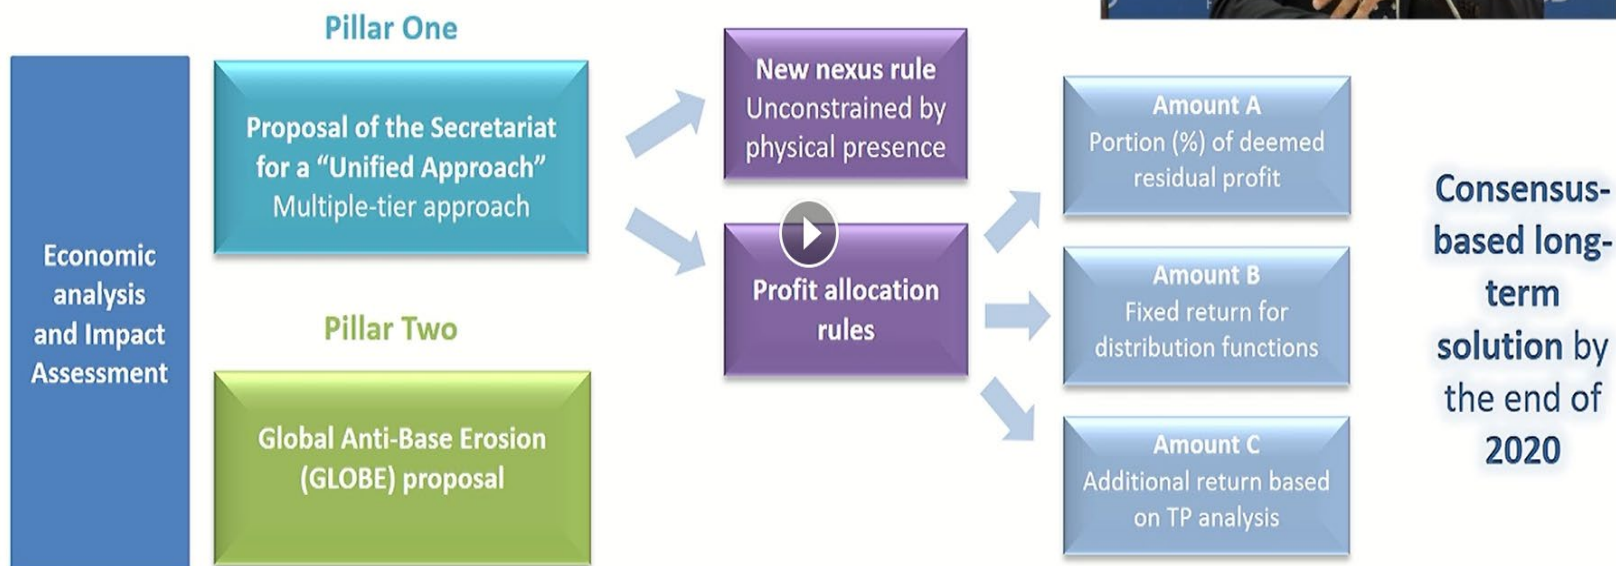 Pillar One
Economic
analysis
and Impact
Assessment
Proposal of the Secretariat
for a “Unified Approach”
Multiple-tier approach
Pillar Two
Global Anti-Base Erosion
(GLOBE) proposal
New nexus rule
Unconstrained by
physical presence
Profit allocation
rules
Amount A
Portion (%) of deemed
residual profit
Amount B
Fixed return for
distribution functions
Amount C
Additional return based
on TP analysis
Consensus-
based long-
term
solution by
the end of
2020